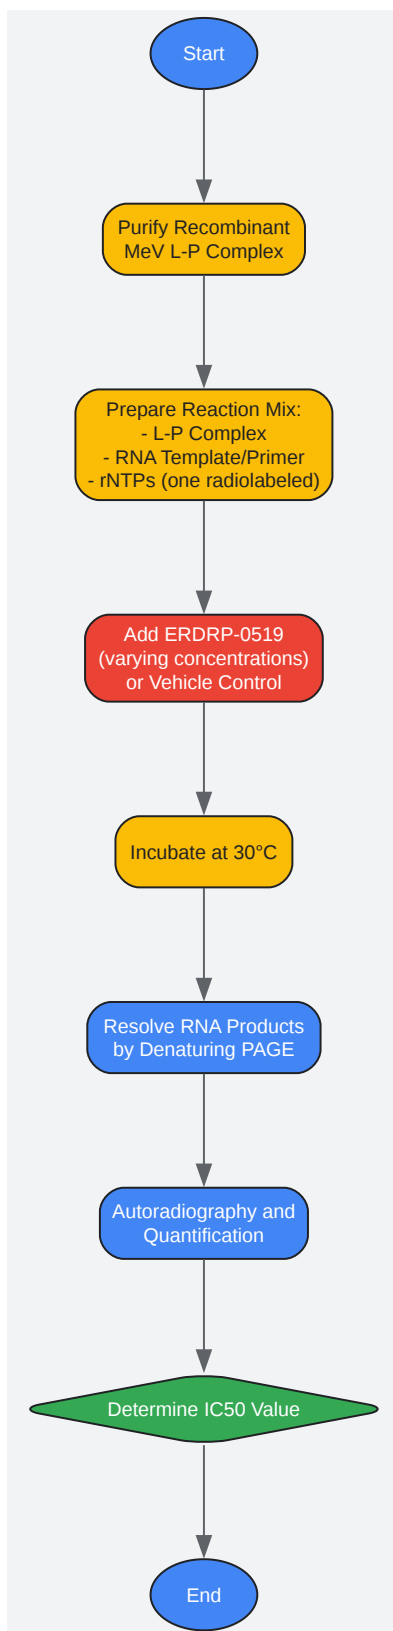 Start
Purify Recombinant
MeV L-P Complex
Prepare Reaction Mix:
- L-P Complex
- RNA Template/Primer
- rNTPs (one radiolabeled)
Add ERDRP-0519
(varying concentrations)
or Vehicle Control
Incubate at 30°C
Resolve RNA Products
by Denaturing PAGE
Autoradiography and
Quantification
Determine IC50 Value
End